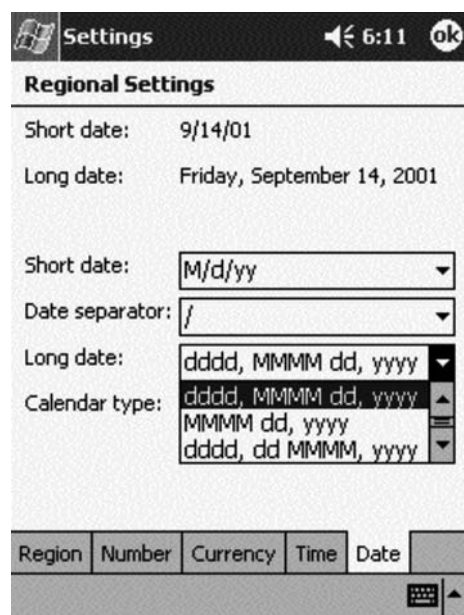 Settings 6:11 ok
Regional Settings
Short date: 9/14/01
Long date: Friday, September 14, 2001
Short date: M/d/yy
Date separator: /
Long date: dddd, MMMM dd, yyyy
Calendar type: dddd, MMMM dd, yyyy
MMMM dd, yyyy
dddd, dd MMMM, yyyy
Region Number Currency Time Date